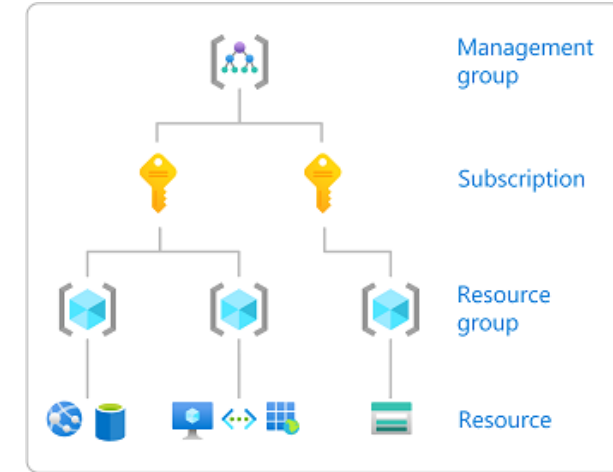 Management
group
Subscription
Resource
group
Resource